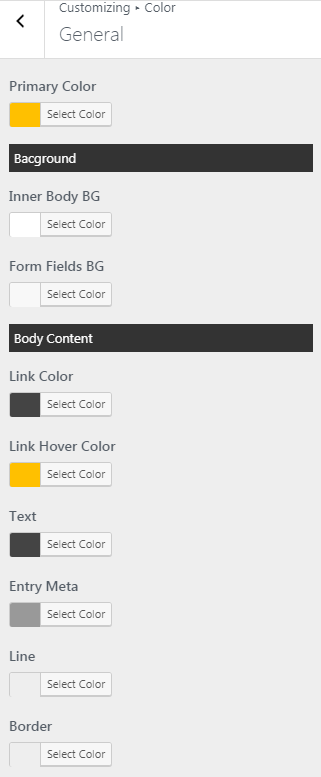 Customizing ▸ Color
General
Primary Color
Select Color
Bacground
Inner Body BG
Select Color
Form Fields BG
Select Color
Body Content
Link Color
Select Color
Link Hover Color
Select Color
Text
Select Color
Entry Meta
Select Color
Line
Select Color
Border
Select Color